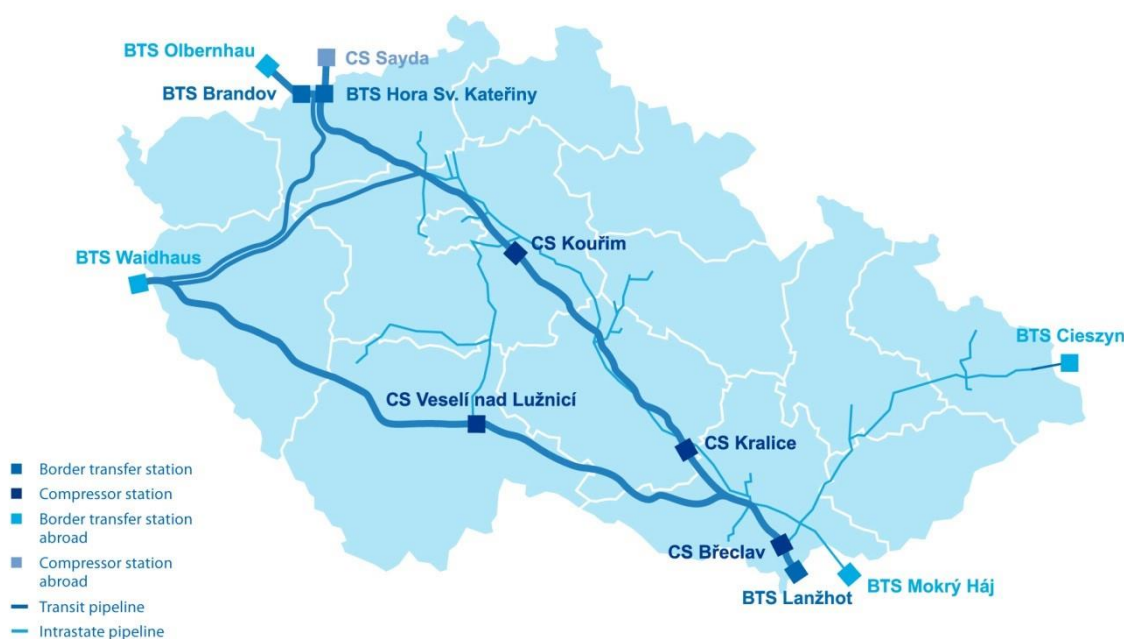 BTS Olbernhau
CS Sayda
BTS Brandov
BTS Hora Sv. Kateřiny
CS Kouřim
BTS Waidhaus
BTS Cieszyn
CS Veselí nad Lužnicí
CS Kralice
CS Břeclav
BTS Lanžhot
BTS Mokrý Háj
Border transfer station
Compressor station
Border transfer station
abroad
Compressor station
abroad
Transit pipeline
Intrastate pipeline